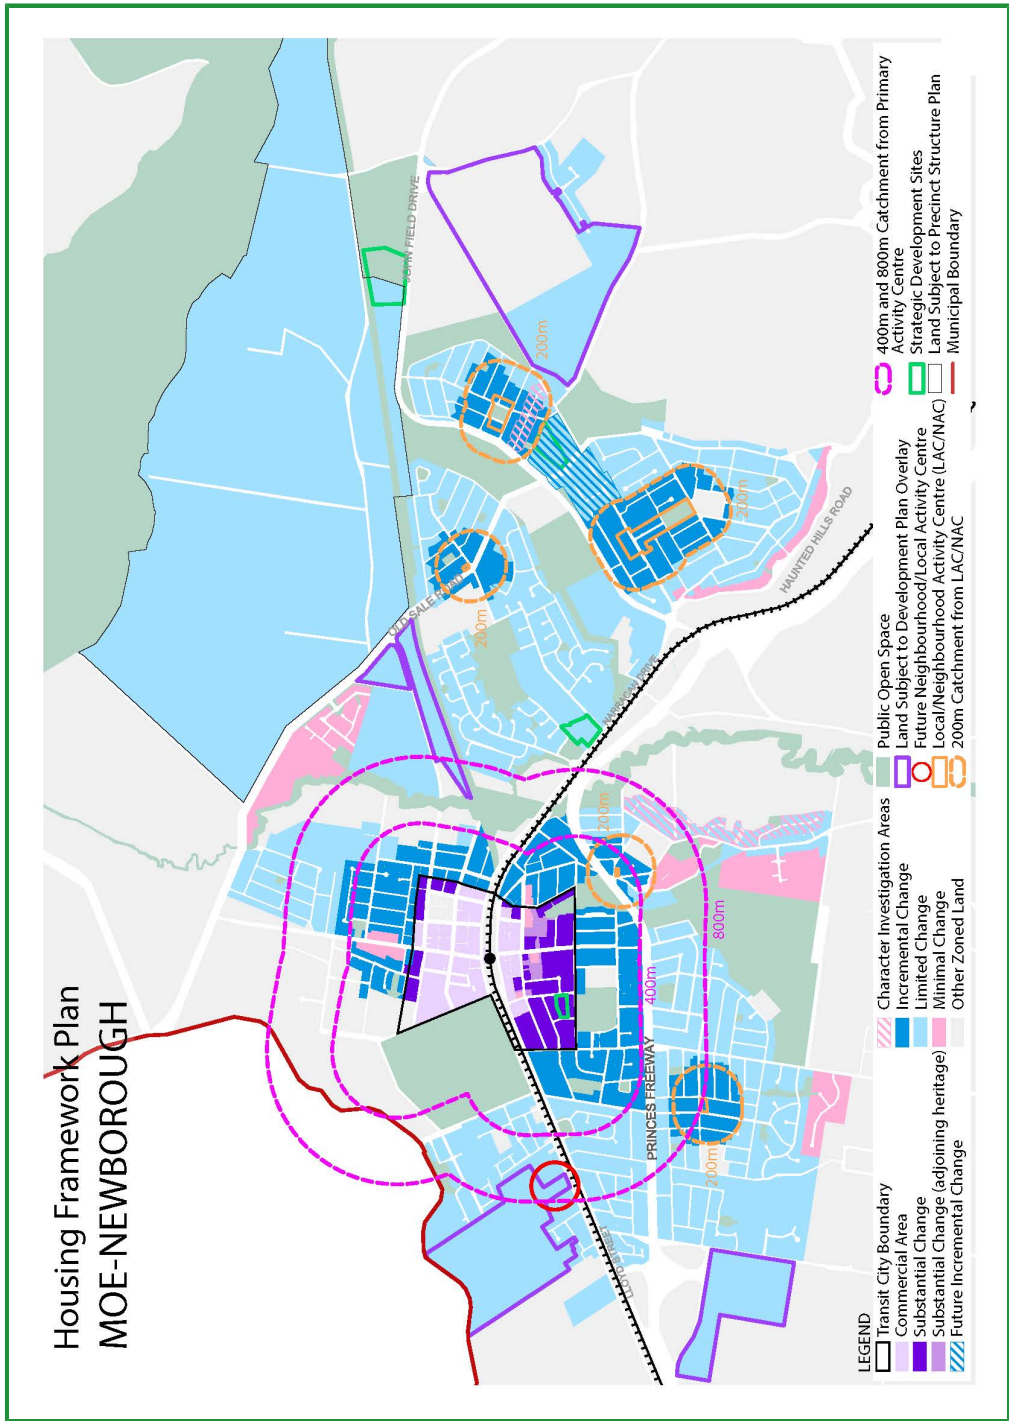 Housing Framework Plan
MOE-NEWBOROUGH
JOHN FIELD DRIVE
OLD SALE ROAD
HAUNTED HILLS ROAD
NARRACAN DRIVE
PRINCES FREEWAY
LLOYD STREET
200m
200m
200m
200m
200m
400m
800m
LEGEND
Transit City Boundary
Commercial Area
Substantial Change
Substantial Change (adjoining heritage)
Future Incremental Change
Character Investigation Areas
Incremental Change
Limited Change
Minimal Change
Other Zoned Land
Public Open Space
Land Subject to Development Plan Overlay
Future Neighbourhood/Local Activity Centre
Local/Neighbourhood Activity Centre (LAC/NAC)
200m Catchment from LAC/NAC
400m and 800m Catchment from Primary
Activity Centre
Strategic Development Sites
Land Subject to Precinct Structure Plan
Municipal Boundary